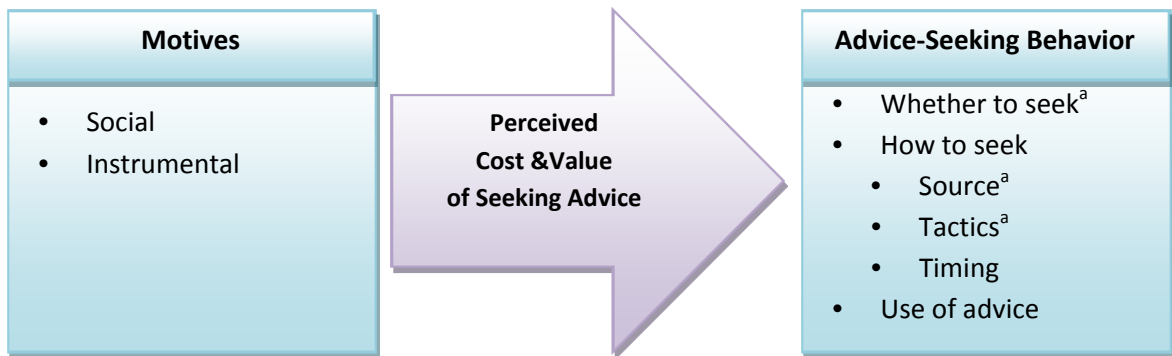 Motives
• Social
• Instrumental
Perceived
Cost &Value
of Seeking Advice
Advice-Seeking Behavior
• Whether to seekᵃ
• How to seek
• Sourceᵃ
• Tacticsᵃ
• Timing
• Use of advice